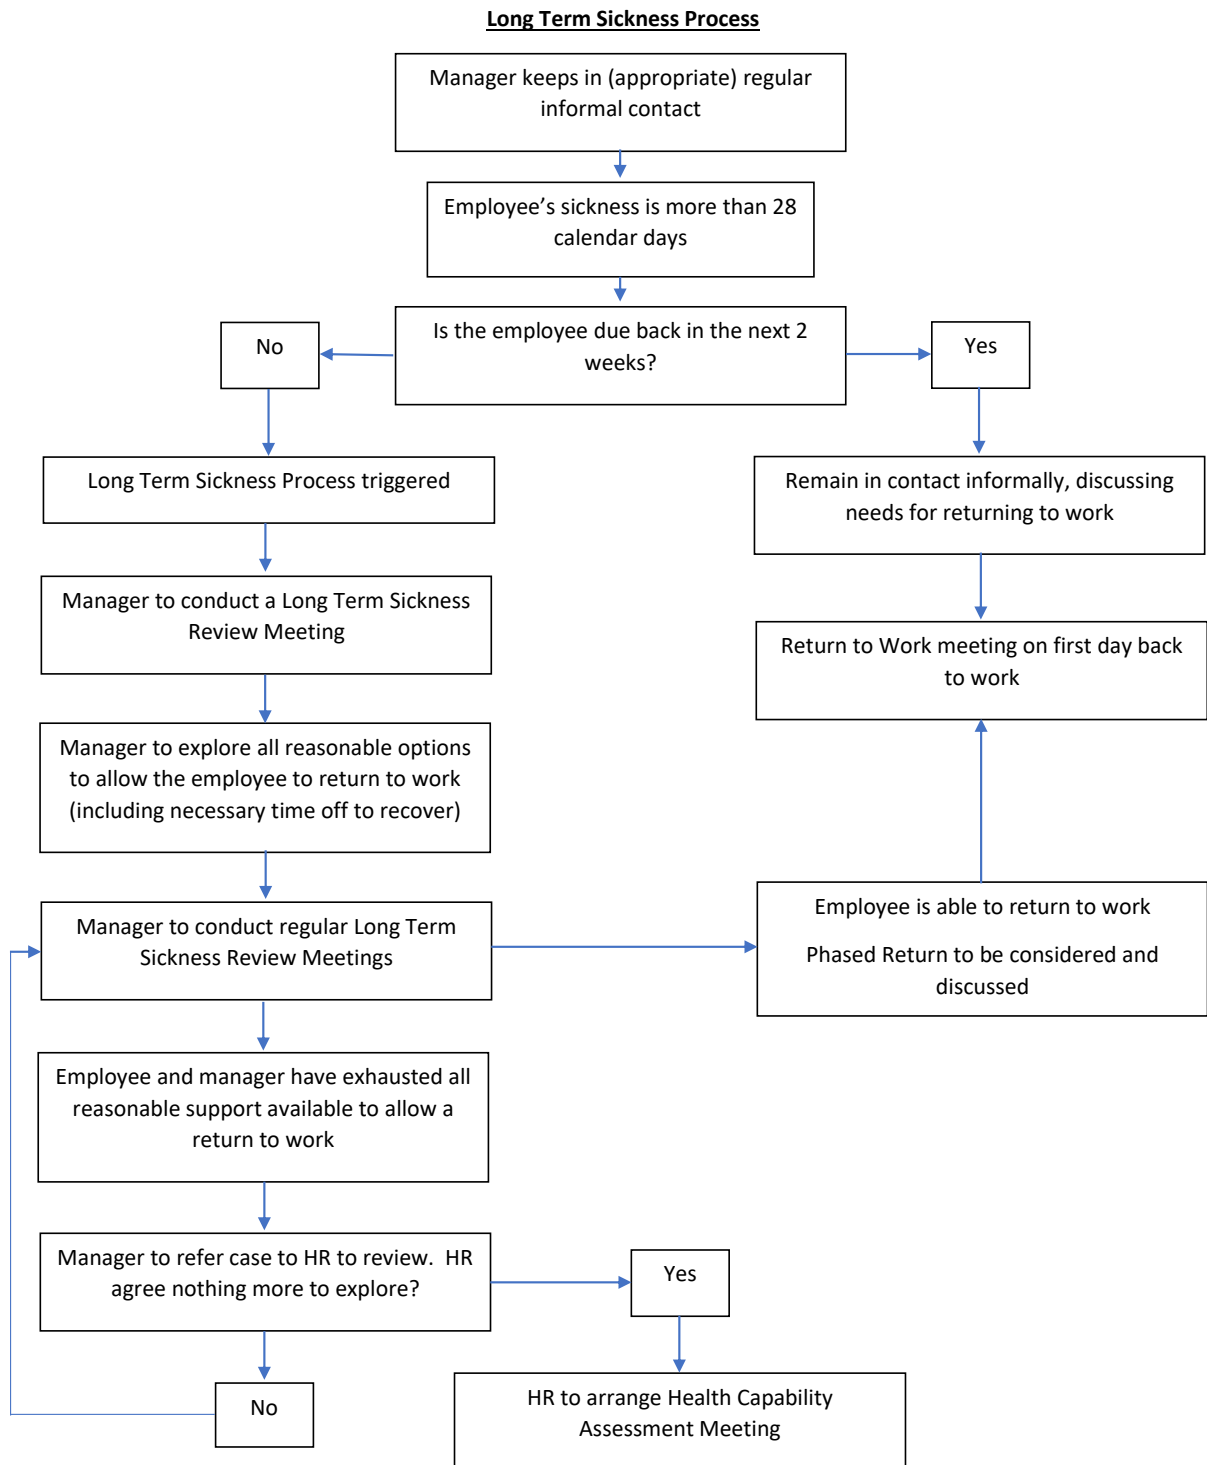 Long Term Sickness Process
Manager keeps in (appropriate) regular
informal contact
Employee’s sickness is more than 28
calendar days
Is the employee due back in the next 2
weeks?
No
Yes
Long Term Sickness Process triggered
Remain in contact informally, discussing
needs for returning to work
Manager to conduct a Long Term Sickness
Review Meeting
Return to Work meeting on first day back
to work
Manager to explore all reasonable options
to allow the employee to return to work
(including necessary time off to recover)
Manager to conduct regular Long Term
Sickness Review Meetings
Employee is able to return to work
Phased Return to be considered and
discussed
Employee and manager have exhausted all
reasonable support available to allow a
return to work
Manager to refer case to HR to review.  HR
agree nothing more to explore?
Yes
No
HR to arrange Health Capability
Assessment Meeting